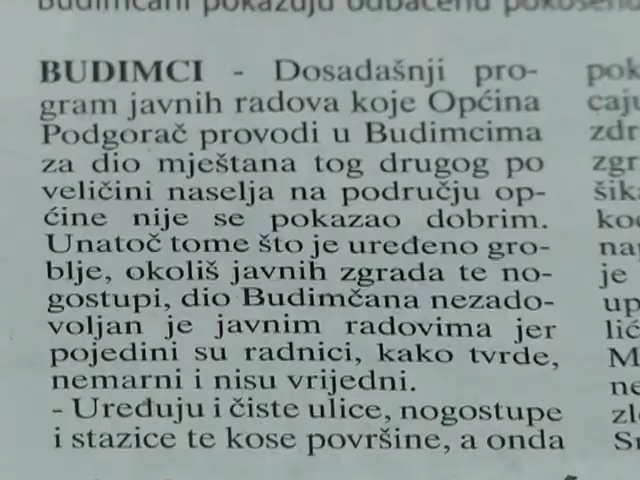 Budimčani pokazuju odbačenu
BUDIMCI - Dosadašnji pro-
gram javnih radova koje Općina
Podgorač provodi u Budimcima
za dio mještana tog drugog po
veličini naselja na području op-
ćine nije se pokazao dobrim.
Unatoč tome što je uređeno gro-
blje, okoliš javnih zgrada te no-
gostupi, dio Budimčana nezado-
voljan je javnim radovima jer
pojedini su radnici, kako tvrde,
nemarni i nisu vrijedni.
- Uređuju i čiste ulice, nogostupe
i stazice te kose površine, a onda